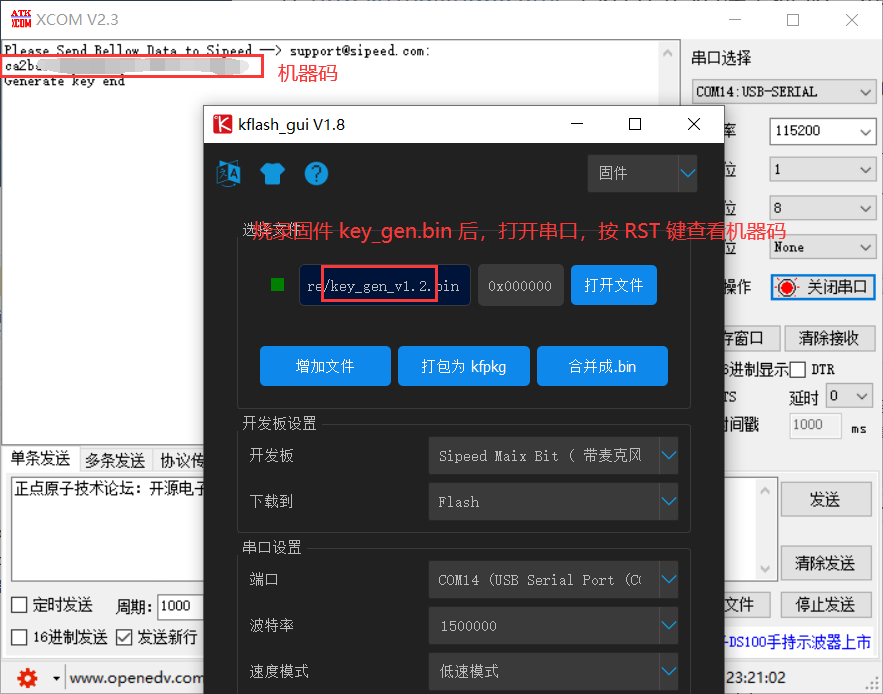 XCOM V2.3
Please Send Bellow Data to Sipeed --> support@sipeed.com:
ca2b
机器码
Generate key end
串口选择
COM14:USB-SERIAL
率
115200
位
1
位
8
位
None
操作
关闭串口
存窗口
清除接收
进制显示
DTR
TS
延时
0
时间戳
1000
ms
kflash_gui V1.8
固件
选择文件
烧录固件 key_gen.bin 后，打开串口，按 RST 键查看机器码
re/key_gen_v1.2.bin
0x000000
打开文件
增加文件
打包为 kfpkg
合并成.bin
开发板设置
开发板
Sipeed Maix Bit ( 带麦克风
下载到
Flash
串口设置
端口
COM14 (USB Serial Port (CO
波特率
1500000
速度模式
低速模式
单条发送
多条发送
协议传
正点原子技术论坛：开源电子
发送
清除发送
定时发送
周期:
1000
文件
停止发送
16进制发送
发送新行
DS100手持示波器上市
www.openedv.com
23:21:02